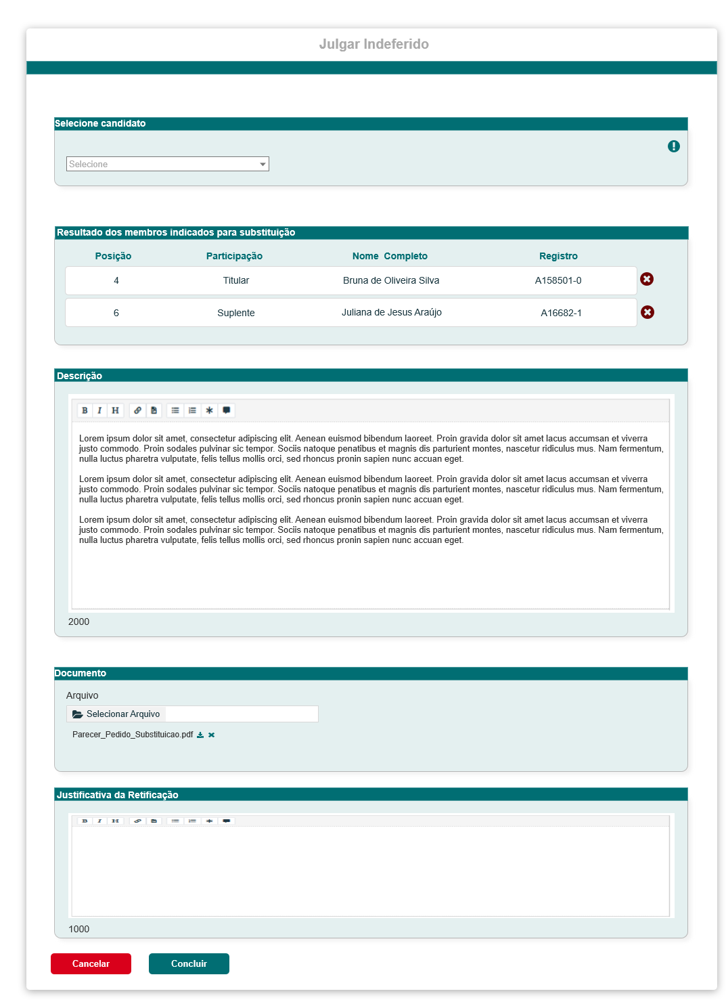 Julgar Indeferido
Selecione candidato
Selecione
Resultado dos membros indicados para substituição
Posição Participação Nome Completo Registro
4 Titular Bruna de Oliveira Silva A158501-0
6 Suplente Juliana de Jesus Araújo A16682-1
Descrição
B I H
Lorem ipsum dolor sit amet, consectetur adipiscing elit. Aenean euismod bibendum laoreet. Proin gravida dolor sit amet lacus accumsan et viverra
justo commodo. Proin sodales pulvinar sic tempor. Sociis natoque penatibus et magnis dis parturient montes, nascetur ridiculus mus. Nam fermentum,
nulla luctus pharetra vulputate, felis tellus mollis orci, sed rhoncus pronin sapien nunc accuan eget.
Lorem ipsum dolor sit amet, consectetur adipiscing elit. Aenean euismod bibendum laoreet. Proin gravida dolor sit amet lacus accumsan et viverra
justo commodo. Proin sodales pulvinar sic tempor. Sociis natoque penatibus et magnis dis parturient montes, nascetur ridiculus mus. Nam fermentum,
nulla luctus pharetra vulputate, felis tellus mollis orci, sed rhoncus pronin sapien nunc accuan eget.
Lorem ipsum dolor sit amet, consectetur adipiscing elit. Aenean euismod bibendum laoreet. Proin gravida dolor sit amet lacus accumsan et viverra
justo commodo. Proin sodales pulvinar sic tempor. Sociis natoque penatibus et magnis dis parturient montes, nascetur ridiculus mus. Nam fermentum,
nulla luctus pharetra vulputate, felis tellus mollis orci, sed rhoncus pronin sapien nunc accuan eget.
2000
Documento
Arquivo
Selecionar Arquivo
Parecer_Pedido_Substituicao.pdf
Justificativa da Retificação
B I H
1000
Cancelar Concluir